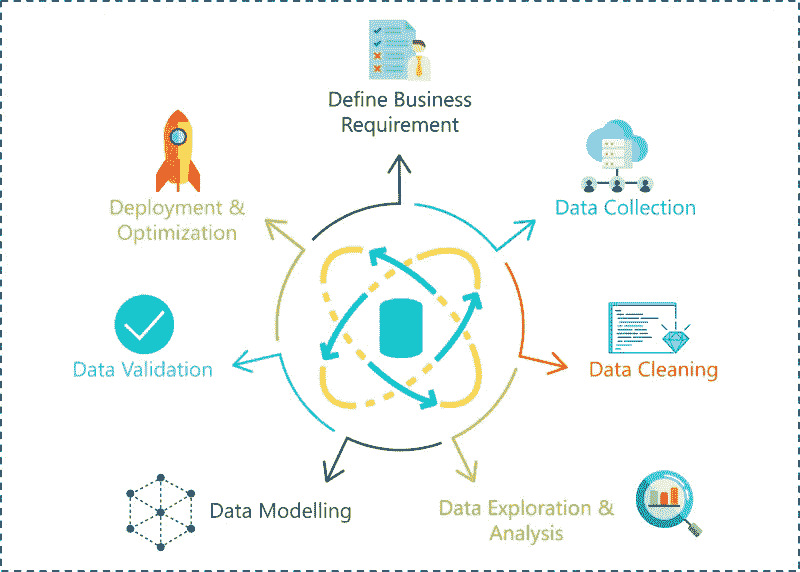 Define Business
Requirement
Data Collection
Data Cleaning
Data Exploration &
Analysis
Data Modelling
Data Validation
Deployment &
Optimization